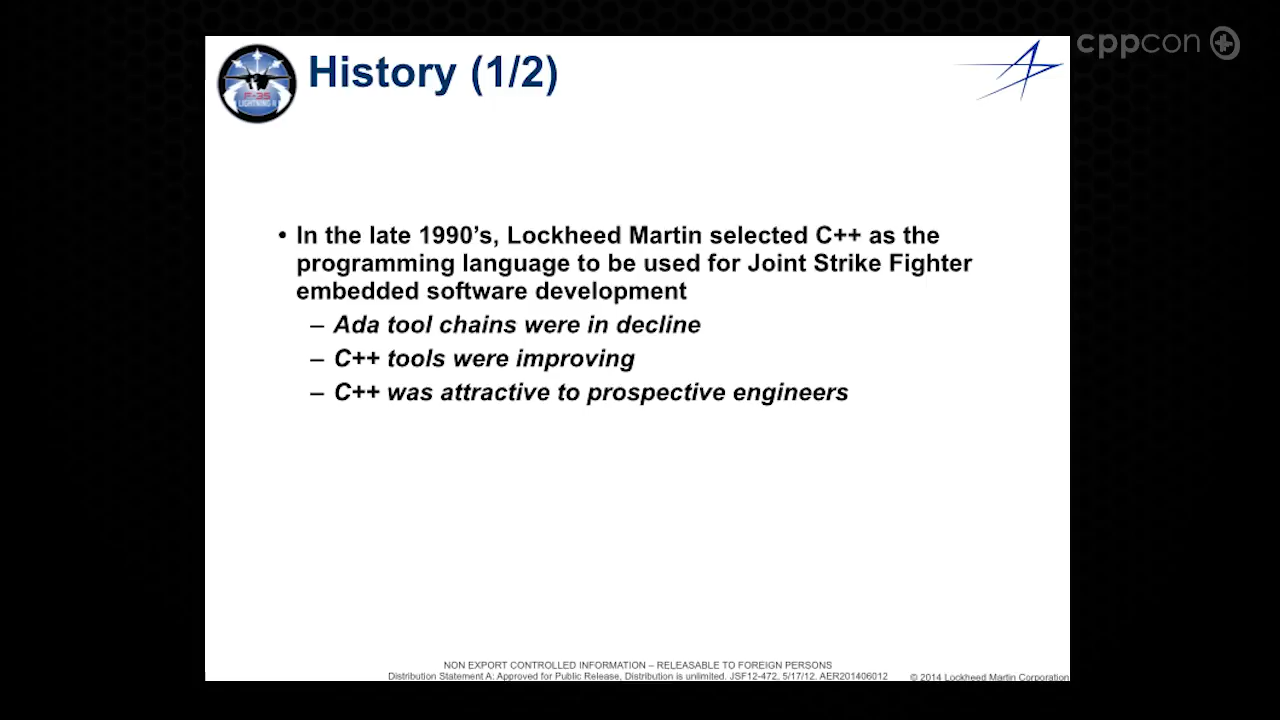 cppcon
History (1/2)
F-35
LIGHTNING II
• In the late 1990's, Lockheed Martin selected C++ as the
programming language to be used for Joint Strike Fighter
embedded software development
– Ada tool chains were in decline
– C++ tools were improving
– C++ was attractive to prospective engineers
NON EXPORT CONTROLLED INFORMATION – RELEASABLE TO FOREIGN PERSONS
Distribution Statement A: Approved for Public Release, Distribution is unlimited. JSF12-472, 5/17/12, AER201406012
© 2014 Lockheed Martin Corporation